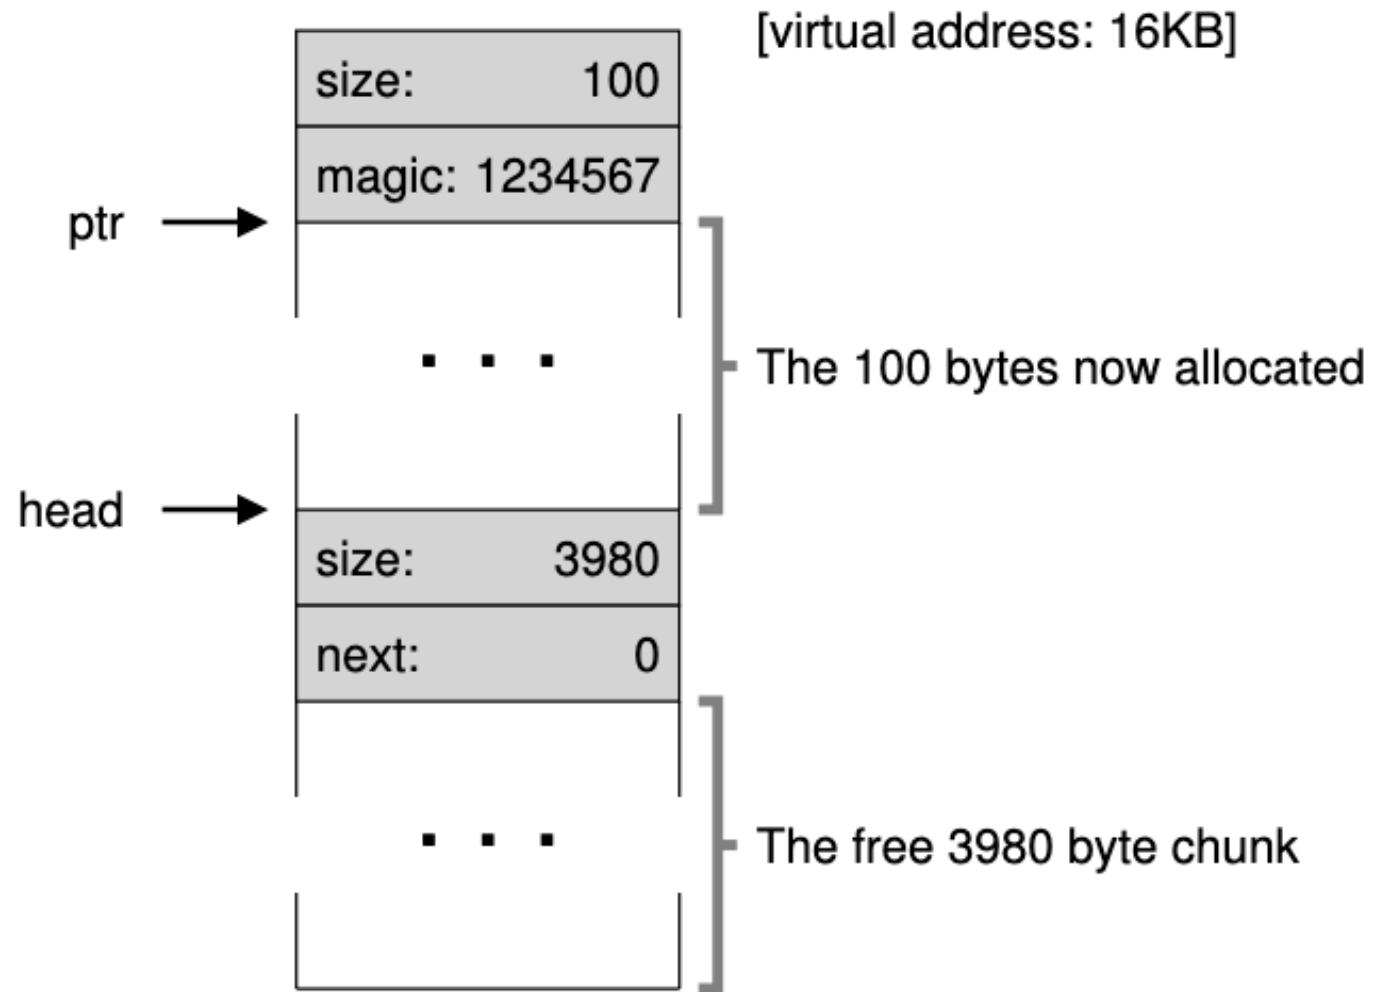 [virtual address: 16KB]
size: 100
magic: 1234567
ptr
The 100 bytes now allocated
head
size: 3980
next: 0
The free 3980 byte chunk